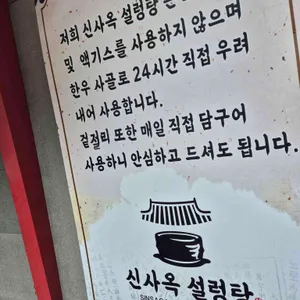 저희 신사옥 설렁탕은
및 액기스를 사용하지 않으며
한우 사골로 24시간 직접 우려
내어 사용합니다.
겉절리 또한 매일 직접 담구어
사용하니 안심하고 드셔도 됩니다.
신사옥 설렁탕